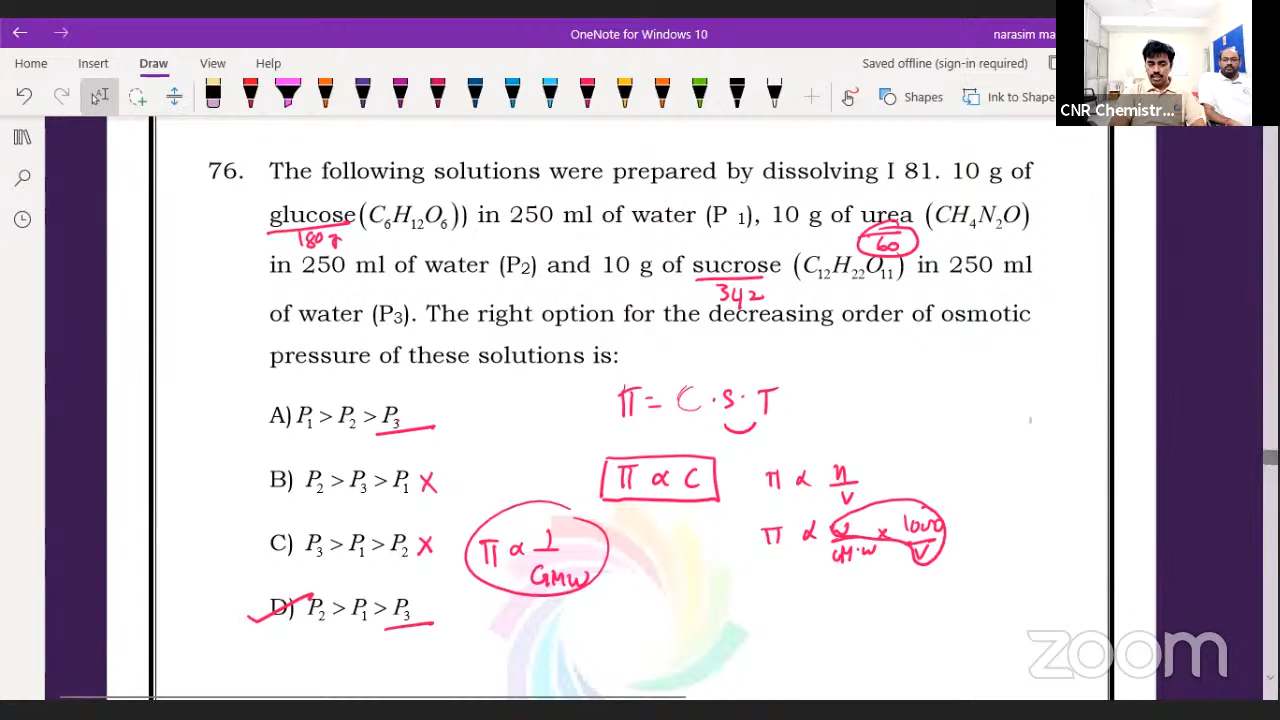 OneNote for Windows 10
narasim ma
Home Insert Draw View Help
Saved offline (sign-in required)
Shapes
Ink to Shape
CNR Chemistr...
76. The following solutions were prepared by dissolving I 81. 10 g of
glucose(C₆H₁₂O₆)) in 250 ml of water (P ₁), 10 g of urea (CH₄N₂O)
180g
60
in 250 ml of water (P₂) and 10 g of sucrose (C₁₂H₂₂O₁₁) in 250 ml
342
of water (P₃). The right option for the decreasing order of osmotic
pressure of these solutions is:
π = C · S · T
A) P₁ > P₂ > P₃
B) P₂ > P₃ > P₁ X
π ∝ C
π ∝ n/V
C) P₃ > P₁ > P₂ X
π ∝ 1/GMW
π ∝ ω/GM·W × 1000/V
D) P₂ > P₁ > P₃
zoom